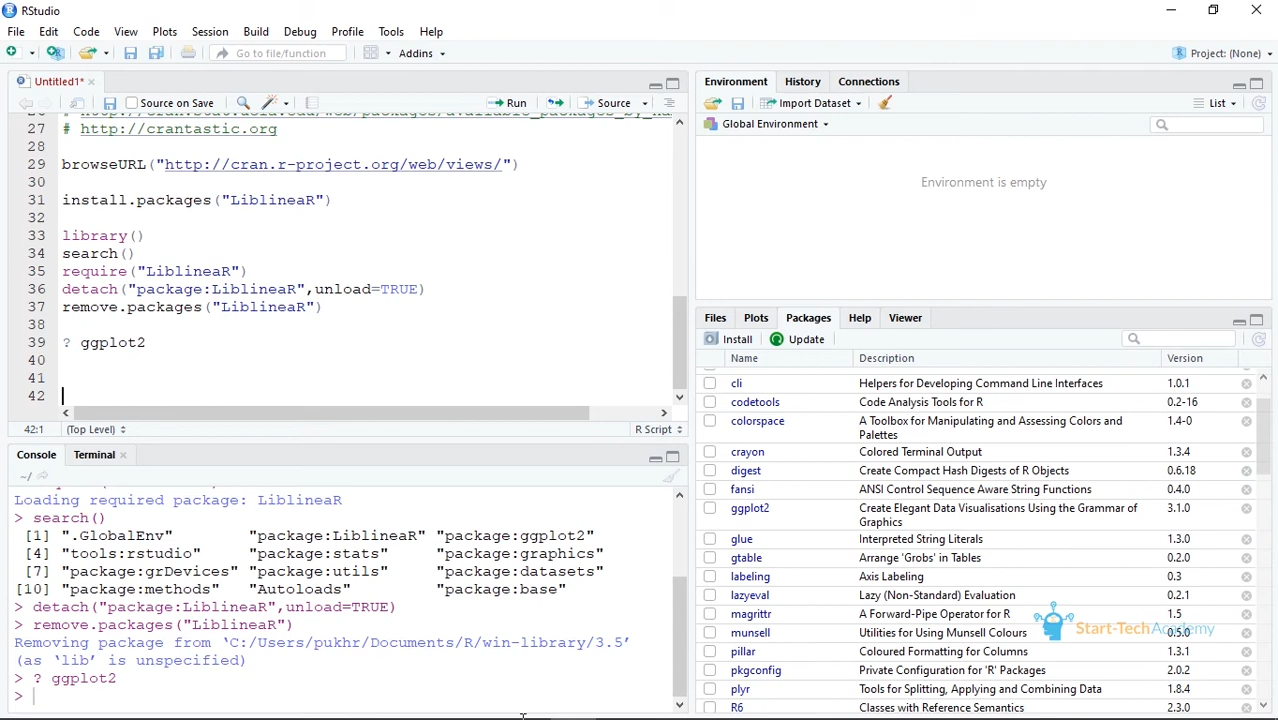 RStudio
File Edit Code View Plots Session Build Debug Profile Tools Help
Go to file/function Addins Project: (None)
Untitled1*
Source on Save Run Source
27 # http://crantastic.org
28
29 browseURL("http://cran.r-project.org/web/views/")
30
31 install.packages("LiblineaR")
32
33 library()
34 search()
35 require("LiblineaR")
36 detach("package:LiblineaR",unload=TRUE)
37 remove.packages("LiblineaR")
38
39 ? ggplot2
40
41
42
42:1 (Top Level) R Script
Console Terminal
~/
Loading required package: LiblineaR
> search()
[1] ".GlobalEnv" "package:LiblineaR" "package:ggplot2"
[4] "tools:rstudio" "package:stats" "package:graphics"
[7] "package:grDevices" "package:utils" "package:datasets"
[10] "package:methods" "Autoloads" "package:base"
> detach("package:LiblineaR",unload=TRUE)
> remove.packages("LiblineaR")
Removing package from ‘C:/Users/pukhr/Documents/R/win-library/3.5’
(as ‘lib’ is unspecified)
> ? ggplot2
>
Environment History Connections
Import Dataset List
Global Environment
Environment is empty
Files Plots Packages Help Viewer
Install Update
Name Description Version
cli Helpers for Developing Command Line Interfaces 1.0.1
codetools Code Analysis Tools for R 0.2-16
colorspace A Toolbox for Manipulating and Assessing Colors and 1.4-0
Palettes
crayon Colored Terminal Output 1.3.4
digest Create Compact Hash Digests of R Objects 0.6.18
fansi ANSI Control Sequence Aware String Functions 0.4.0
ggplot2 Create Elegant Data Visualisations Using the Grammar of 3.1.0
Graphics
glue Interpreted String Literals 1.3.0
gtable Arrange 'Grobs' in Tables 0.2.0
labeling Axis Labeling 0.3
lazyeval Lazy (Non-Standard) Evaluation 0.2.1
magrittr A Forward-Pipe Operator for R 1.5
munsell Utilities for Using Munsell Colours 0.5.0
pillar Coloured Formatting for Columns 1.3.1
pkgconfig Private Configuration for 'R' Packages 2.0.2
plyr Tools for Splitting, Applying and Combining Data 1.8.4
R6 Classes with Reference Semantics 2.3.0
Start-TechAcademy